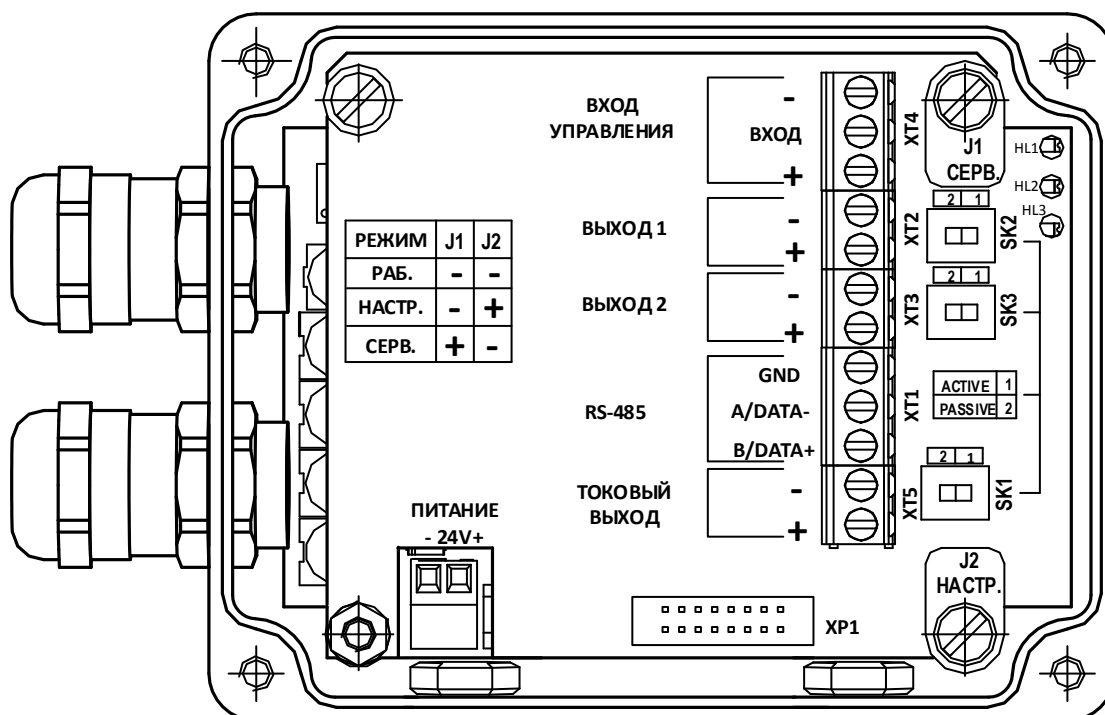 ВХОД
УПРАВЛЕНИЯ
-
ВХОД
+
XT4
J1
СЕРВ.
HL1
HL2
HL3
ВЫХОД 1
-
+
XT2
2 1
SK2
ВЫХОД 2
-
+
XT3
2 1
SK3
РЕЖИМ J1 J2
РАБ. - -
НАСТР. - +
СЕРВ. + -
RS-485
GND
A/DATA-
B/DATA+
XT1
ACTIVE 1
PASSIVE 2
ТОКОВЫЙ
ВЫХОД
-
+
XT5
2 1
SK1
ПИТАНИЕ
- 24V+
J2
НАСТР.
XP1